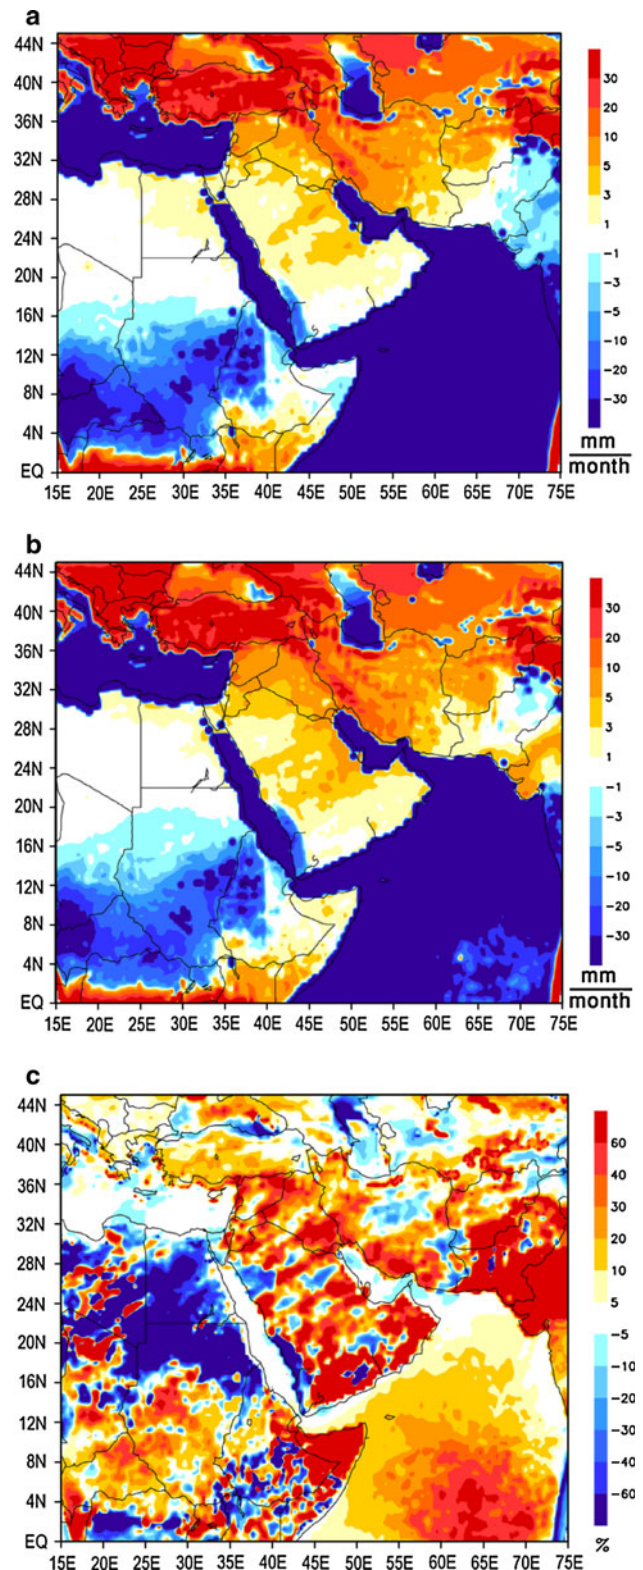 a
44N
40N
36N
32N
28N
24N
20N
16N
12N
8N
4N
EQ
15E 20E 25E 30E 35E 40E 45E 50E 55E 60E 65E 70E 75E
30
20
10
5
3
1
-1
-3
-5
-10
-20
-30
mm
month
b
44N
40N
36N
32N
28N
24N
20N
16N
12N
8N
4N
EQ
15E 20E 25E 30E 35E 40E 45E 50E 55E 60E 65E 70E 75E
30
20
10
5
3
1
-1
-3
-5
-10
-20
-30
mm
month
c
44N
40N
36N
32N
28N
24N
20N
16N
12N
8N
4N
EQ
15E 20E 25E 30E 35E 40E 45E 50E 55E 60E 65E 70E 75E
60
40
30
20
10
5
-5
-10
-20
-30
-40
-60
%